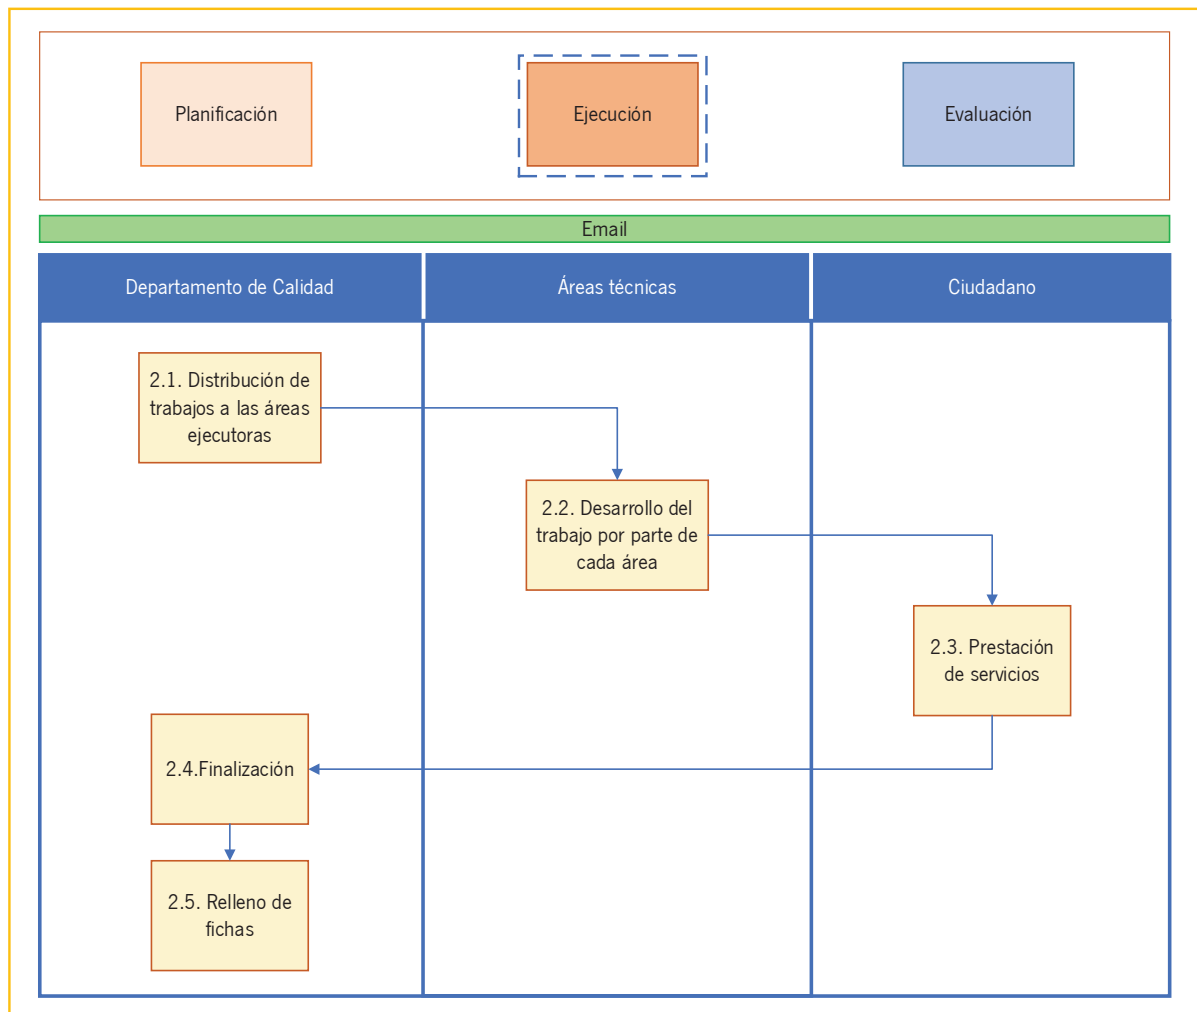 Planificación
Ejecución
Evaluación
Email
Departamento de Calidad
Áreas técnicas
Ciudadano
2.1. Distribución de
trabajos a las áreas
ejecutoras
2.2. Desarrollo del
trabajo por parte de
cada área
2.3. Prestación
de servicios
2.4.Finalización
2.5. Relleno de
fichas